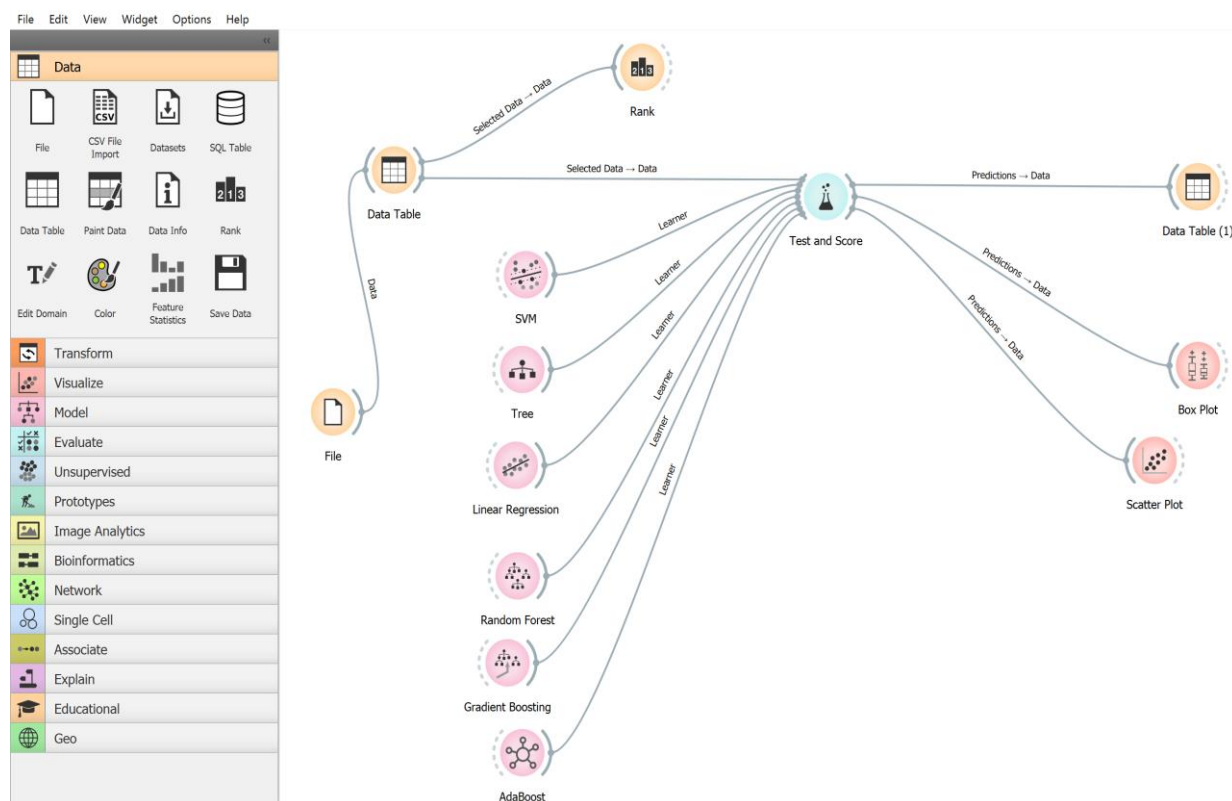 File Edit View Widget Options Help
«
Data
File CSV File Import Datasets SQL Table
CSV
213
Data Table Paint Data Data Info Rank
T
Edit Domain Color Feature Statistics Save Data
Transform
Visualize
Model
Evaluate
Unsupervised
Prototypes
Image Analytics
Bioinformatics
Network
Single Cell
Associate
Explain
Educational
Geo
213
Rank
Selected Data → Data
Data Table
Selected Data → Data
Data
File
Learner
SVM
Learner
Tree
Learner
Linear Regression
Learner
Random Forest
Learner
Gradient Boosting
Learner
AdaBoost
Test and Score
Predictions → Data
Data Table (1)
Predictions → Data
Box Plot
Predictions → Data
Scatter Plot